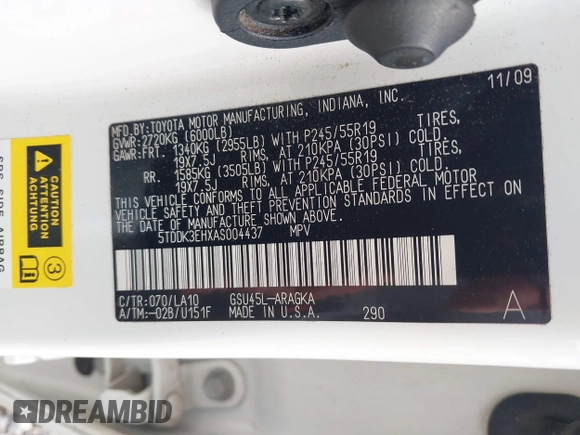 11/09
MFD.BY:TOYOTA MOTOR MANUFACTURING, INDIANA, INC.
GVWR:2720KG (6000LB)
GAWR:FRT. 1340KG (2955LB) WITH P245/55R19 TIRES,
19X7.5J RIMS, AT 210KPA (30PSI) COLD.
RR. 1585KG (3505LB) WITH P245/55R19 TIRES,
19X7.5J RIMS, AT 210KPA (30PSI) COLD.
THIS VEHICLE CONFORMS TO ALL APPLICABLE FEDERAL MOTOR
VEHICLE SAFETY AND THEFT PREVENTION STANDARDS IN EFFECT ON
THE DATE OF MANUFACTURE SHOWN ABOVE.
5TDDK3EHXAS004437 MPV
C/TR:070/LA10 GSU45L-ARAGKA
A/TM:-02B/U151F MADE IN U.S.A. 290 A
SRS SIDE AIRBAG
3
DREAMBID